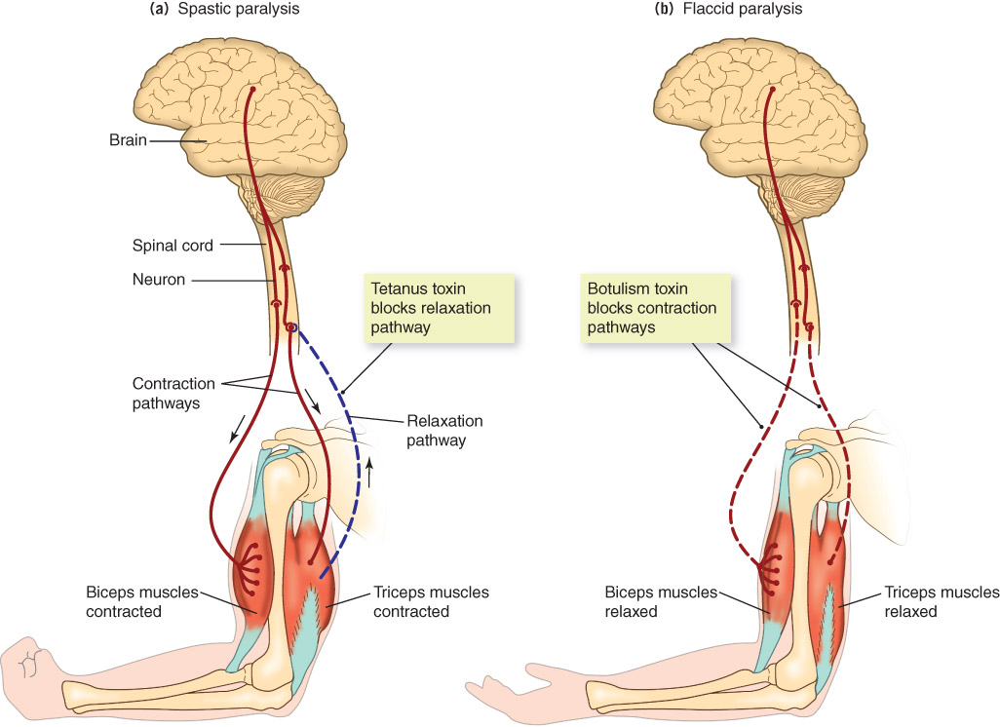 (a) Spastic paralysis
Brain
Spinal cord
Neuron
Tetanus toxin
blocks relaxation
pathway
Contraction
pathways
Relaxation
pathway
Biceps muscles
contracted
Triceps muscles
contracted
(b) Flaccid paralysis
Botulism toxin
blocks contraction
pathways
Biceps muscles
relaxed
Triceps muscles
relaxed